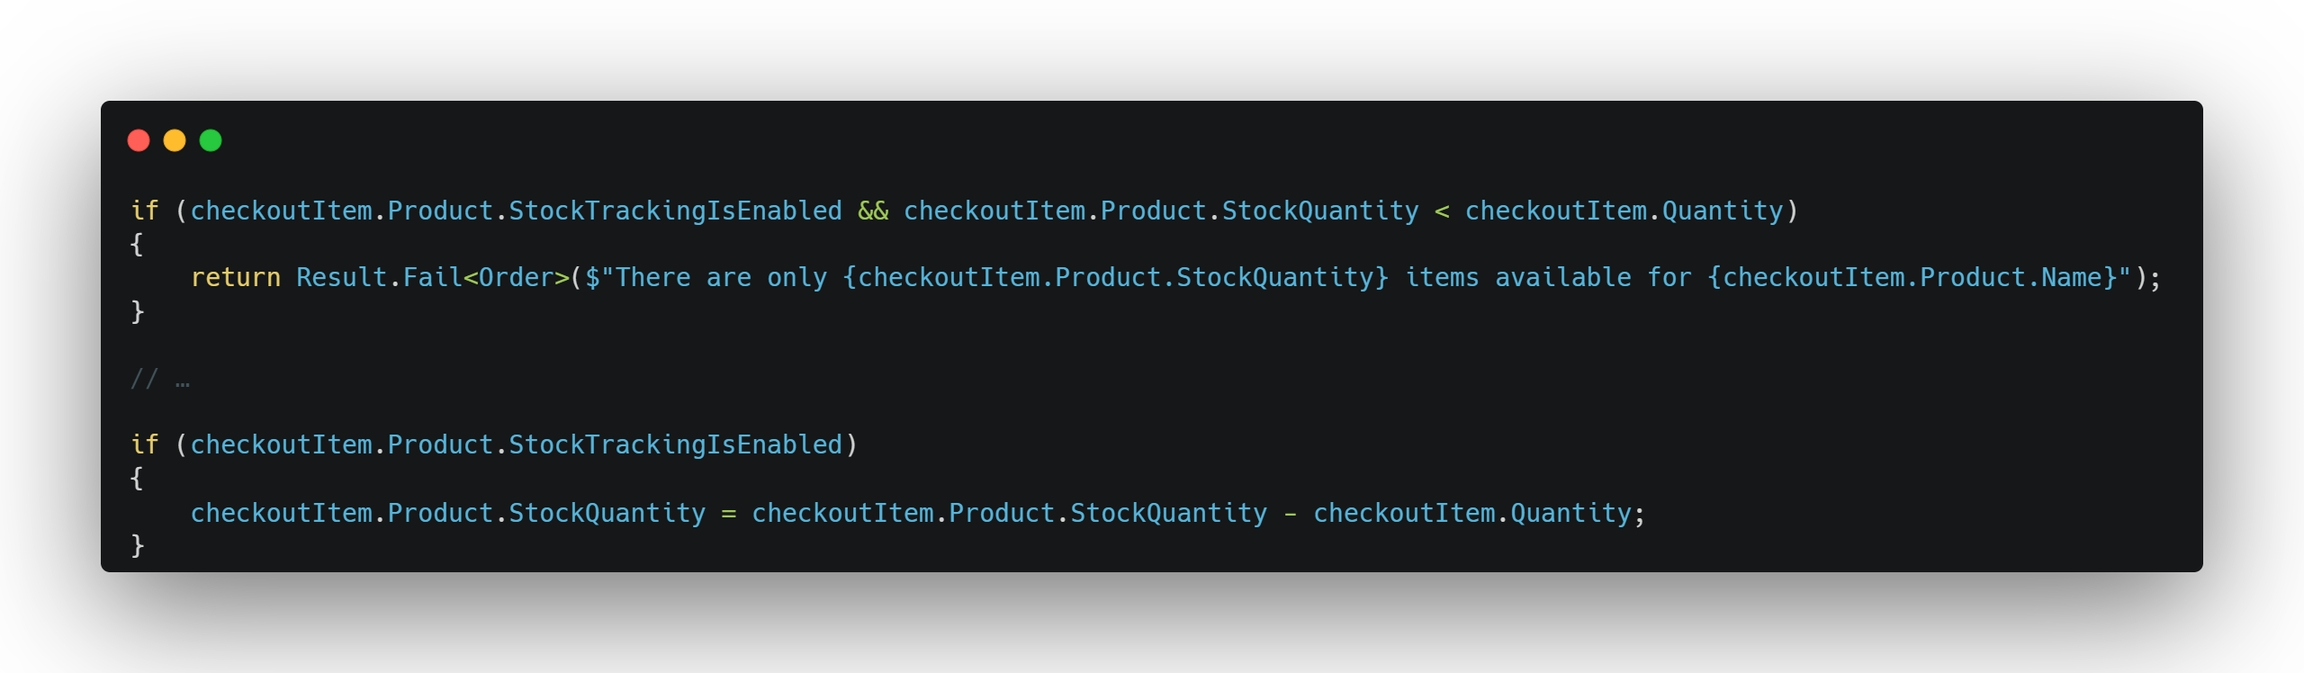 if (checkoutItem.Product.StockTrackingIsEnabled && checkoutItem.Product.StockQuantity < checkoutItem.Quantity)
{
    return Result.Fail<Order>($"There are only {checkoutItem.Product.StockQuantity} items available for {checkoutItem.Product.Name}");
}
// …
if (checkoutItem.Product.StockTrackingIsEnabled)
{
    checkoutItem.Product.StockQuantity = checkoutItem.Product.StockQuantity - checkoutItem.Quantity;
}